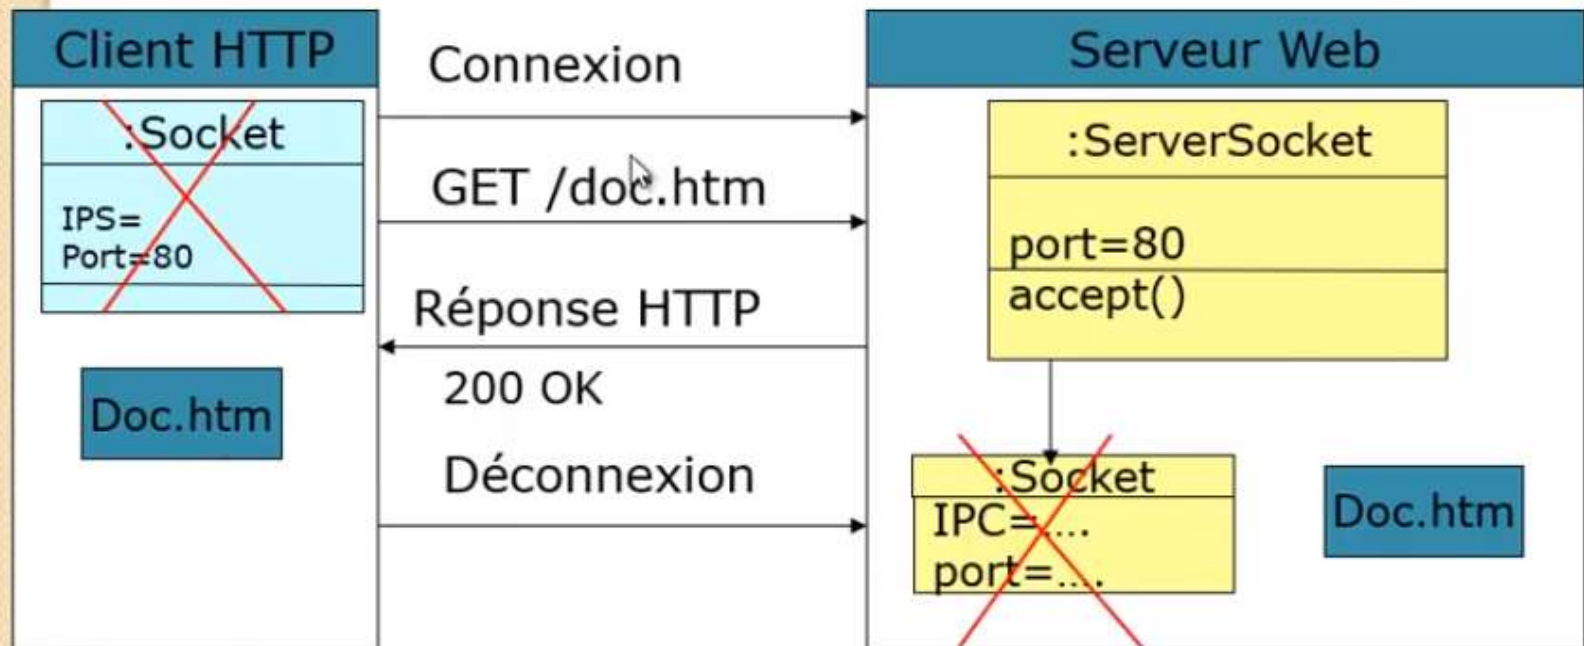 Client HTTP
:Socket
IPS=
Port=80
Doc.htm
Connexion
GET /doc.htm
Réponse HTTP
200 OK
Déconnexion
Serveur Web
:ServerSocket
port=80
accept()
:Socket
IPC=....
port=....
Doc.htm